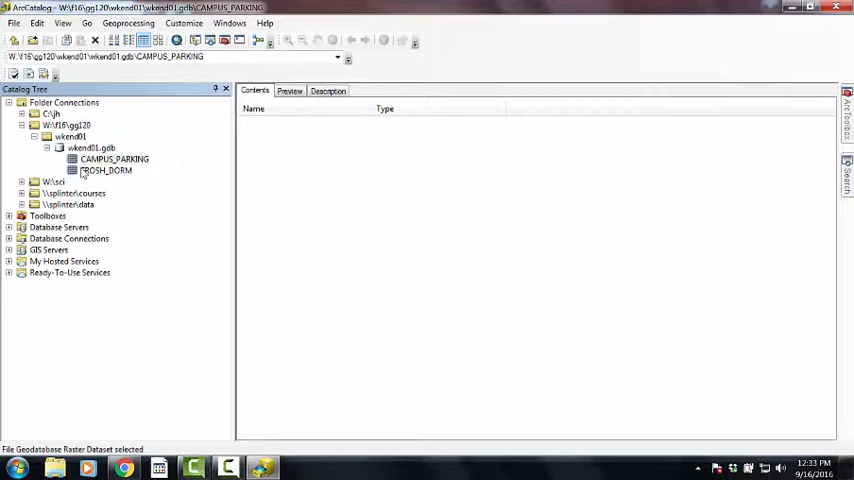 ArcCatalog - W:\f16\gg120\wkend01\wkend01.gdb\CAMPUS_PARKING
File Edit View Go Geoprocessing Customize Windows Help
W:\f16\gg120\wkend01\wkend01.gdb\CAMPUS_PARKING
Catalog Tree
Contents Preview Description
Name Type
Folder Connections
C:\jh
W:\f16\gg120
wkend01
wkend01.gdb
CAMPUS_PARKING
ROSH_DORM
W:\sci
\\splinter\courses
\\splinter\data
Toolboxes
Database Servers
Database Connections
GIS Servers
My Hosted Services
Ready-To-Use Services
ArcToolbox
Search
File Geodatabase Raster Dataset selected
12:33 PM
9/16/2016